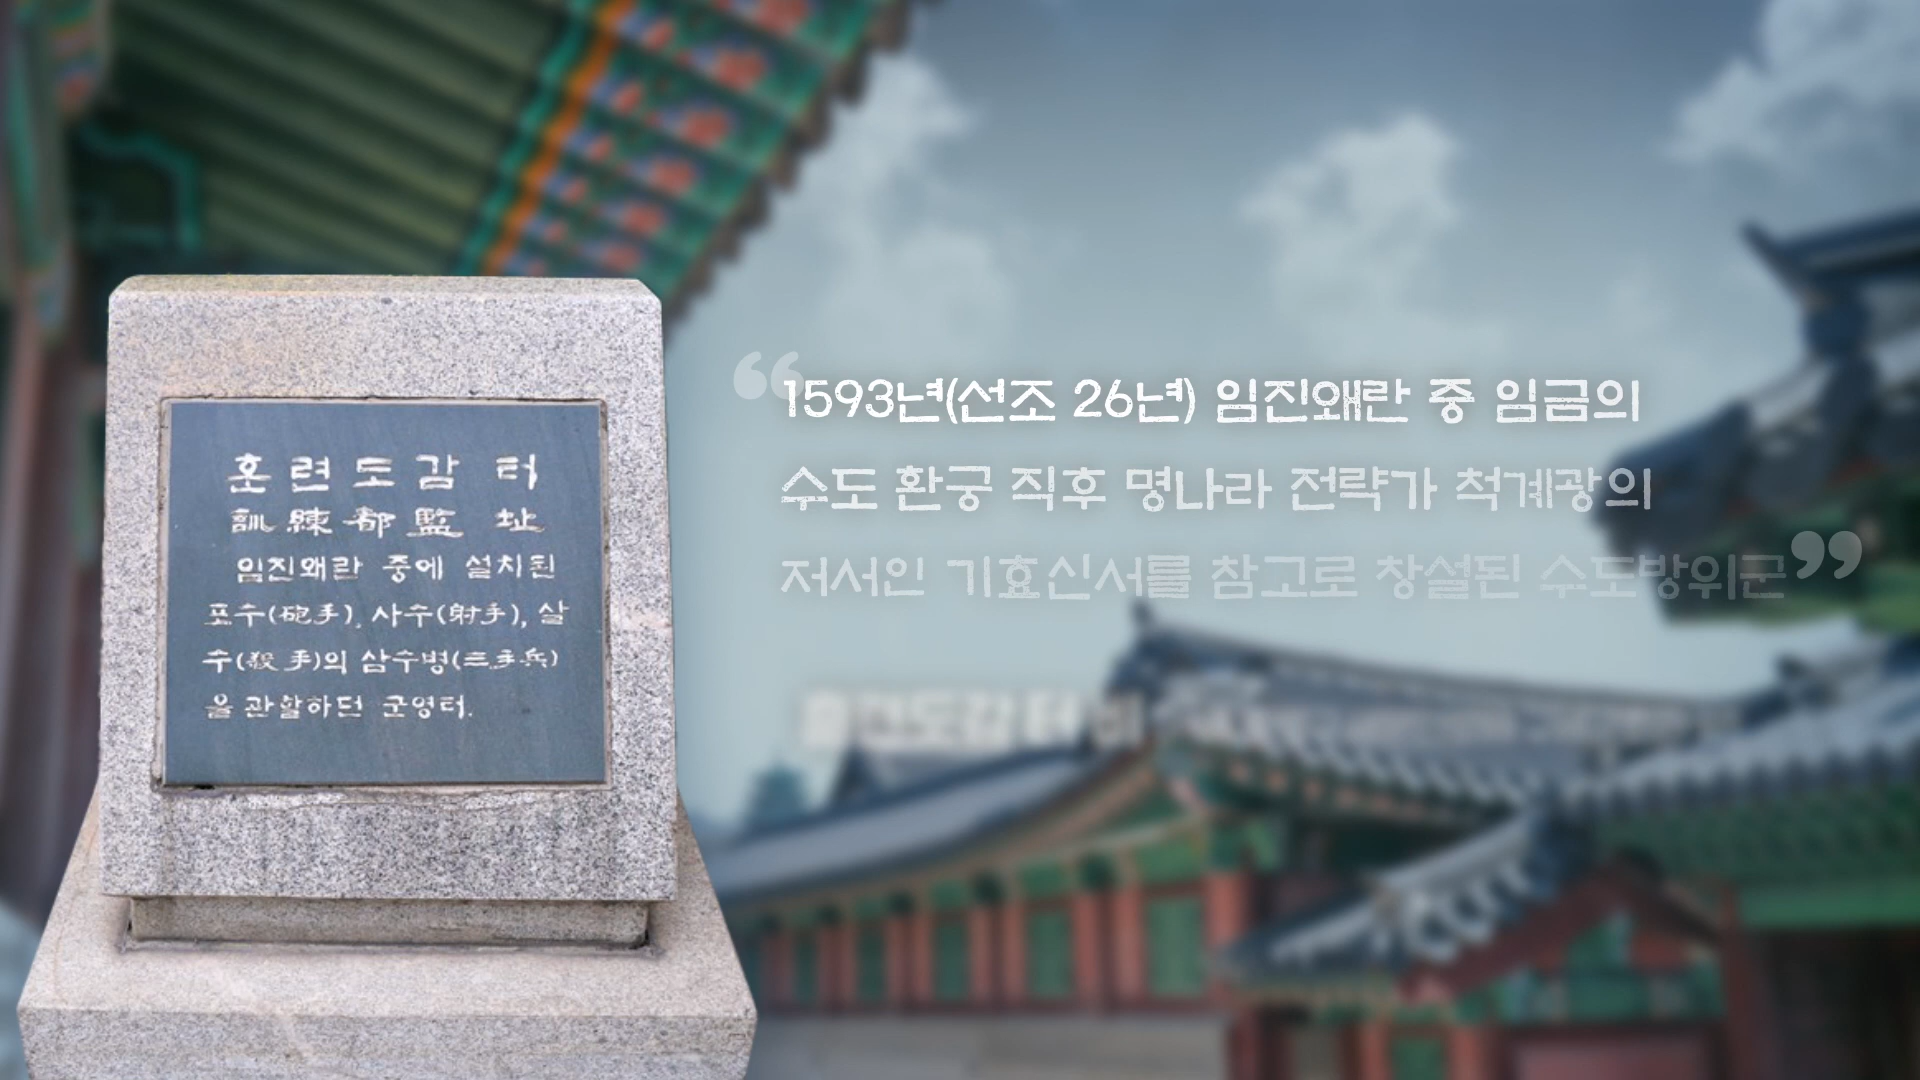 훈련도감 터
訓練都監 址
임진왜란 중에 설치된
포수(砲手), 사수(射手), 살
수(殺手)의 삼수병(三手兵)
을 관할하던 군영터.
“1593년(선조 26년) 임진왜란 중 임금의
수도 환궁 직후 명나라 전략가 척계광의
저서인 기효신서를 참고로 창설된 수도방위군”